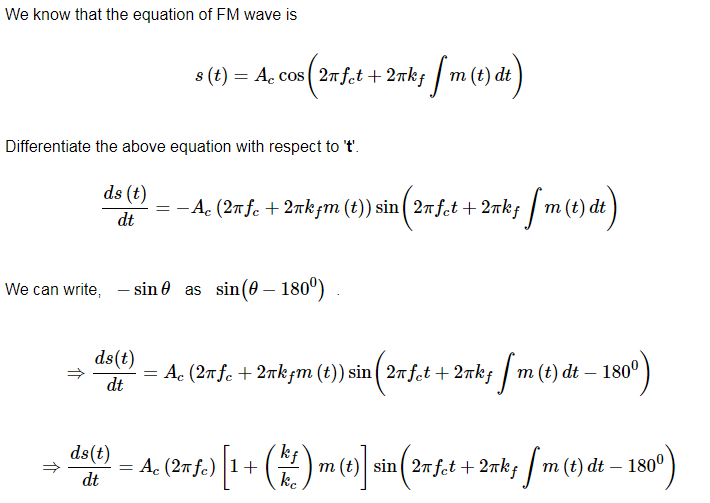 We know that the equation of FM wave is
s (t) = A_c cos(2πf_c t + 2πk_f ∫ m (t) dt)
Differentiate the above equation with respect to 't'.
ds (t)/dt = − A_c (2πf_c + 2πk_f m (t)) sin(2πf_c t + 2πk_f ∫ m (t) dt)
We can write, − sin θ as sin(θ − 180⁰) .
⇒ ds(t)/dt = A_c (2πf_c + 2πk_f m (t)) sin(2πf_c t + 2πk_f ∫ m (t) dt − 180⁰)
⇒ ds(t)/dt = A_c (2πf_c) [1 + (k_f/k_c) m (t)] sin(2πf_c t + 2πk_f ∫ m (t) dt − 180⁰)